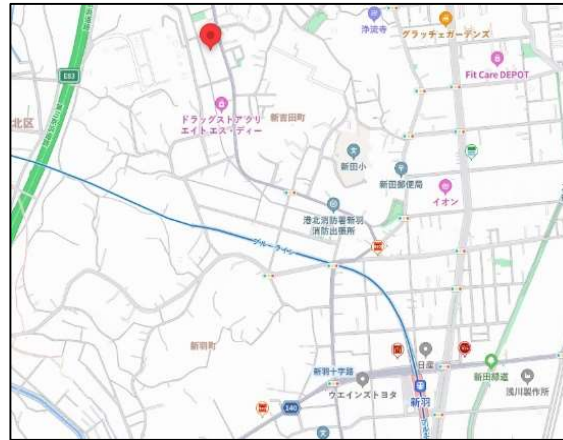 浄流寺
グラッチェガーデンズ
E83
Fit Care DEPOT
北区
ドラッグストアクリ
エイト エス・ディー
新吉田町
新田小
新田郵便局
イオン
港北消防署新羽
消防出張所
ブルーライン
新羽町
日産
新羽十字路
新田緑道
ウエインズトヨタ
浅川製作所
140
新羽
ブルーライ